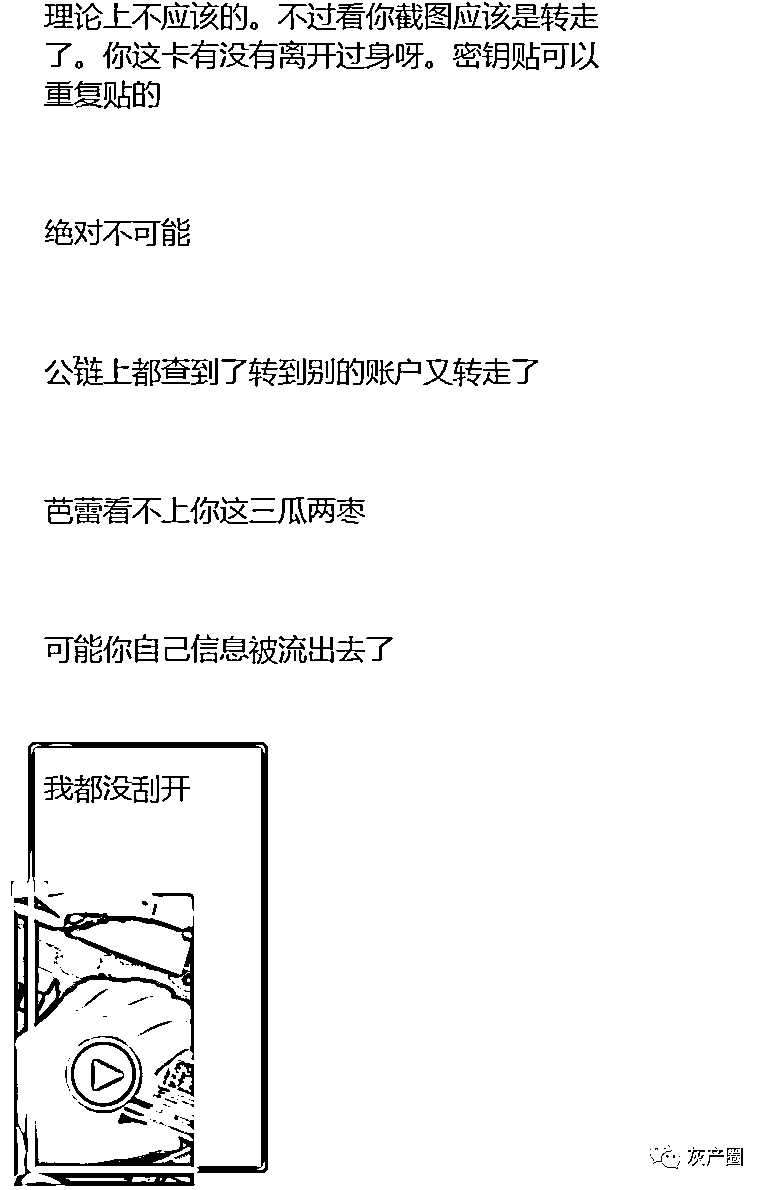 理论上不应该的。不过看你截图应该是转走
了。你这卡有没有离开过身呀。密钥贴可以
重复贴的
绝对不可能
公链上都查到了转到别的账户又转走了
芭蕾看不上你这三瓜两枣
可能你自己信息被流出去了
我都没刮开
灰产圈